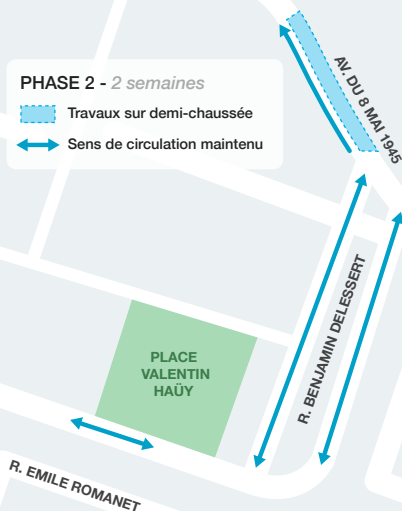 PHASE 2 - 2 semaines
Travaux sur demi-chaussée
Sens de circulation maintenu
AV. DU 8 MAI 1945
R. BENJAMIN DELESSERT
PLACE
VALENTIN
HAÜY
R. EMILE ROMANET